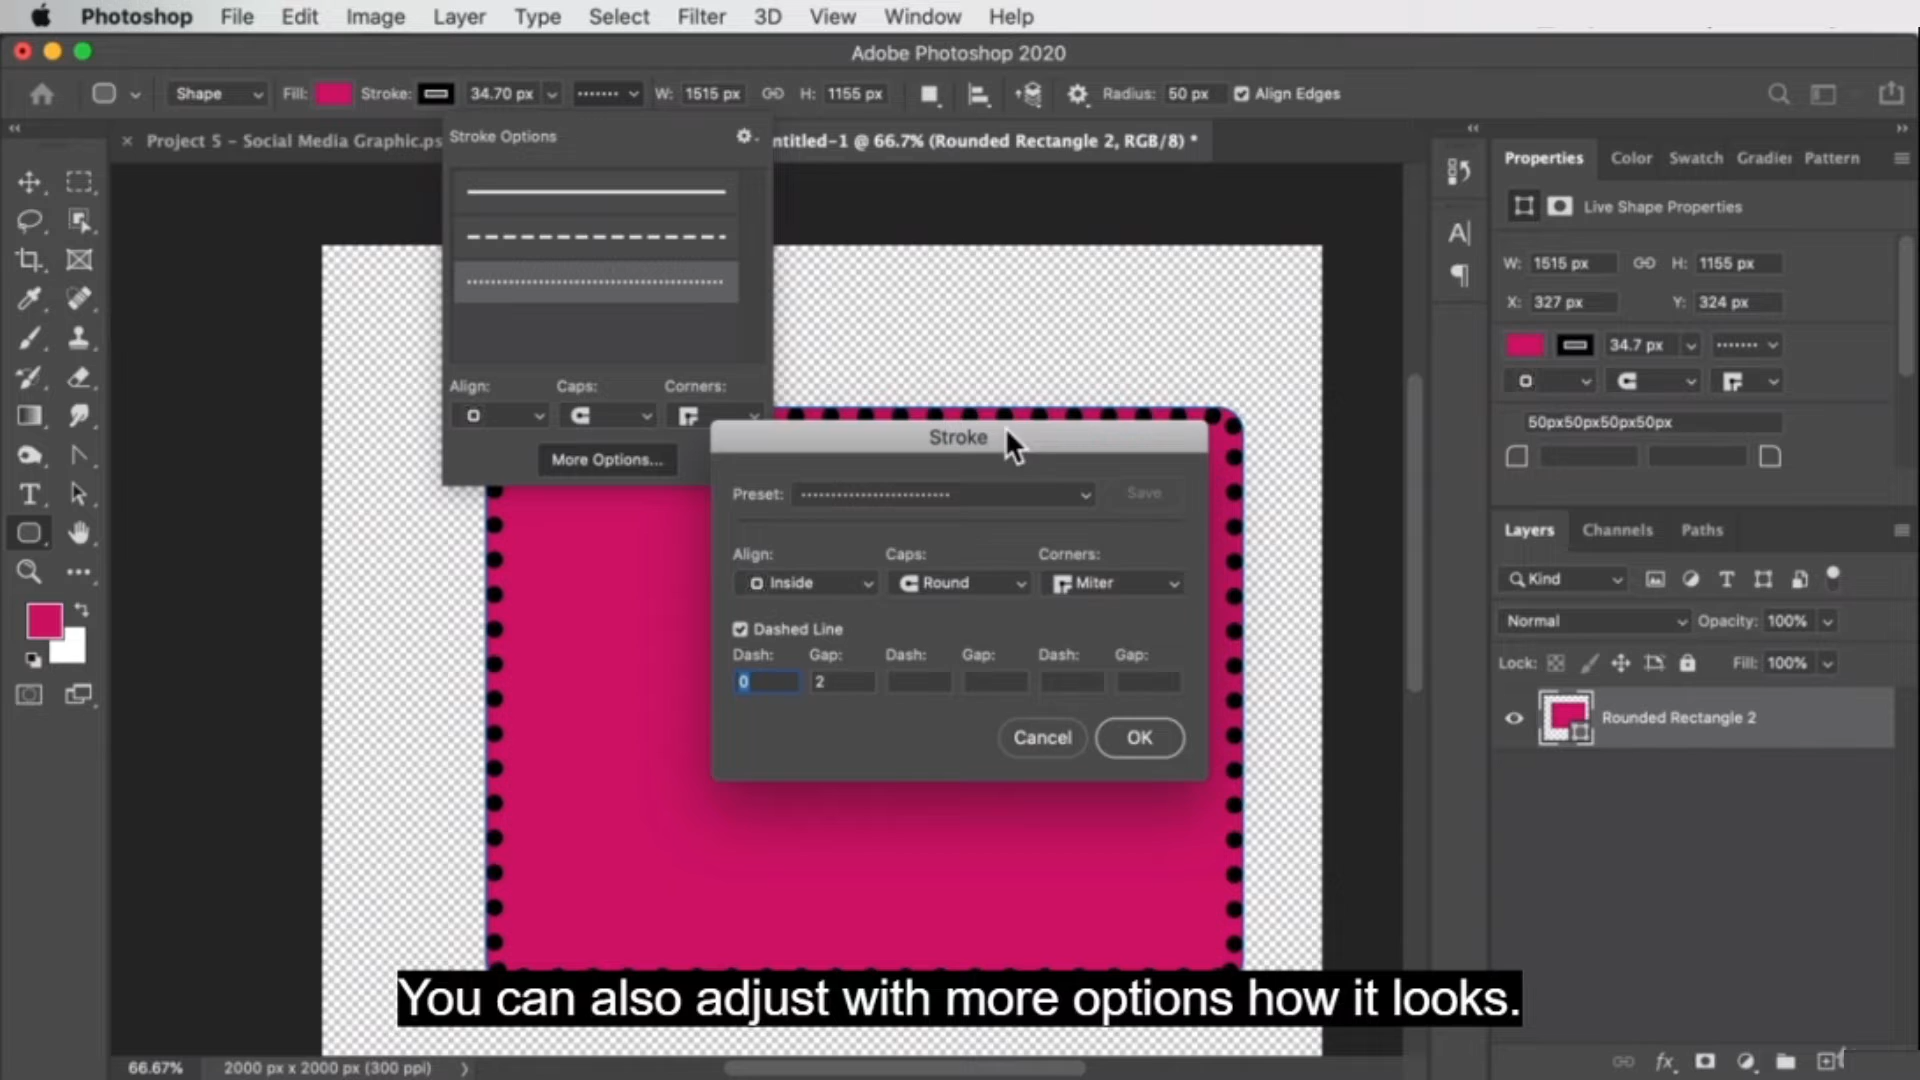 Photoshop File Edit Image Layer Type Select Filter 3D View Window Help
Adobe Photoshop 2020
Shape Fill: Stroke: 34.70 px W: 1515 px H: 1155 px Radius: 50 px Align Edges
Project 5 - Social Media Graphic.ps
ntitled-1 @ 66.7% (Rounded Rectangle 2, RGB/8) *
Stroke Options
Align: Caps: Corners:
More Options...
Stroke
Preset: Save
Align: Caps: Corners:
Inside Round Miter
Dashed Line
Dash: Gap: Dash: Gap: Dash: Gap:
0 2
Cancel OK
Properties Color Swatch Gradie Pattern
Live Shape Properties
W: 1515 px H: 1155 px
X: 327 px Y: 324 px
34.7 px
50px50px50px50px
Layers Channels Paths
Kind
Normal Opacity: 100%
Lock: Fill: 100%
Rounded Rectangle 2
You can also adjust with more options how it looks.
66.67% 2000 px x 2000 px (300 ppi)